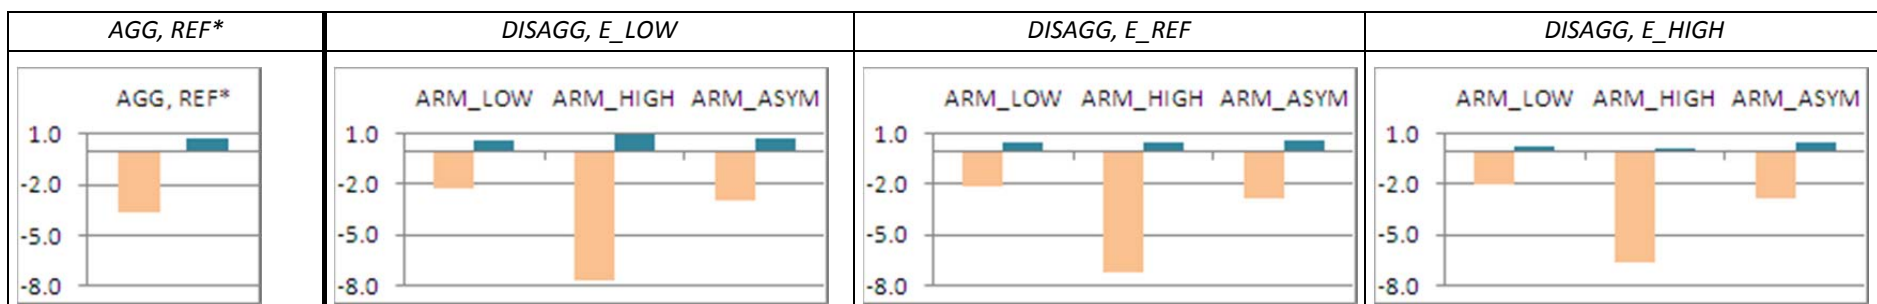 AGG, REF* DISAGG, E_LOW DISAGG, E_REF DISAGG, E_HIGH
AGG, REF* ARM_LOW ARM_HIGH ARM_ASYM ARM_LOW ARM_HIGH ARM_ASYM ARM_LOW ARM_HIGH ARM_ASYM
1.0 1.0 1.0 1.0
-2.0 -2.0 -2.0 -2.0
-5.0 -5.0 -5.0 -5.0
-8.0 -8.0 -8.0 -8.0